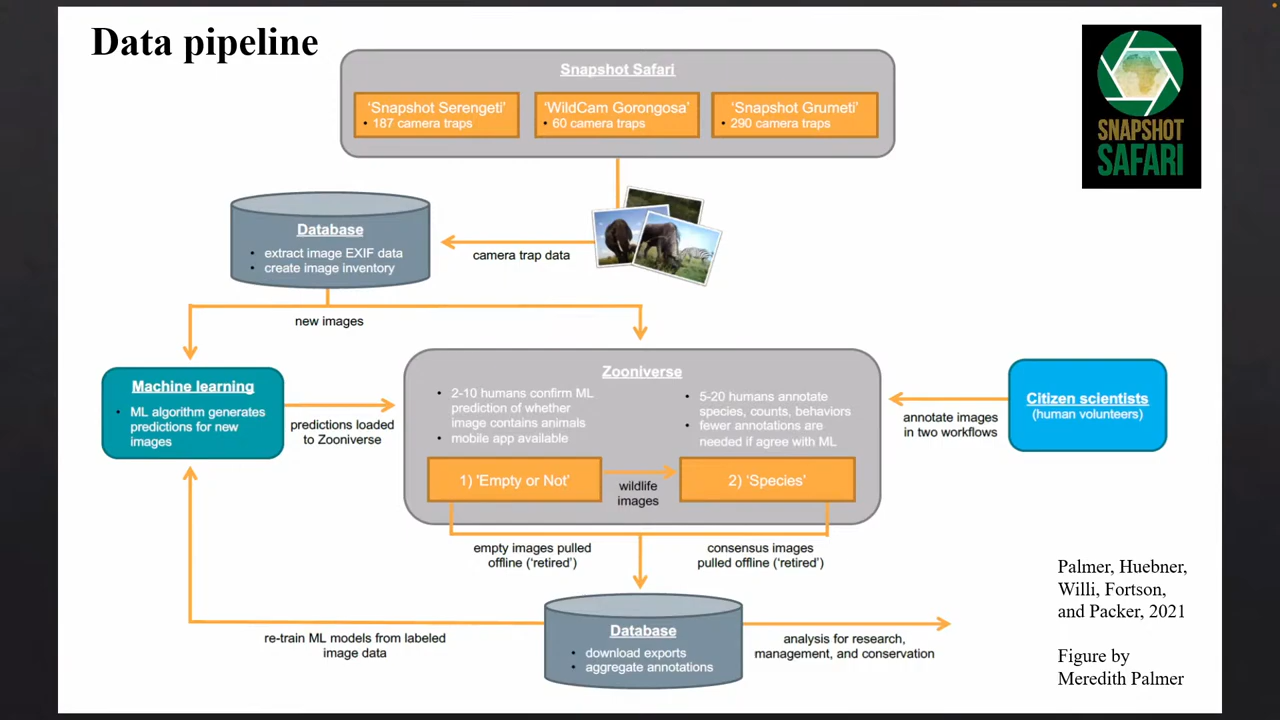 Data pipeline
Snapshot Safari
‘Snapshot Serengeti’
• 187 camera traps
‘WildCam Gorongosa’
• 60 camera traps
‘Snapshot Grumeti’
• 290 camera traps
SNAPSHOT
SAFARI
Database
• extract image EXIF data
• create image inventory
camera trap data
new images
Machine learning
• ML algorithm generates
predictions for new
images
predictions loaded
to Zooniverse
Zooniverse
• 2-10 humans confirm ML
prediction of whether
image contains animals
• mobile app available
• 5-20 humans annotate
species, counts, behaviors
• fewer annotations are
needed if agree with ML
1) ‘Empty or Not’
wildlife
images
2) ‘Species’
annotate images
in two workflows
Citizen scientists
(human volunteers)
empty images pulled
offline (‘retired’)
consensus images
pulled offline (‘retired’)
re-train ML models from labeled
image data
Database
• download exports
• aggregate annotations
analysis for research,
management, and conservation
Palmer, Huebner,
Willi, Fortson,
and Packer, 2021
Figure by
Meredith Palmer